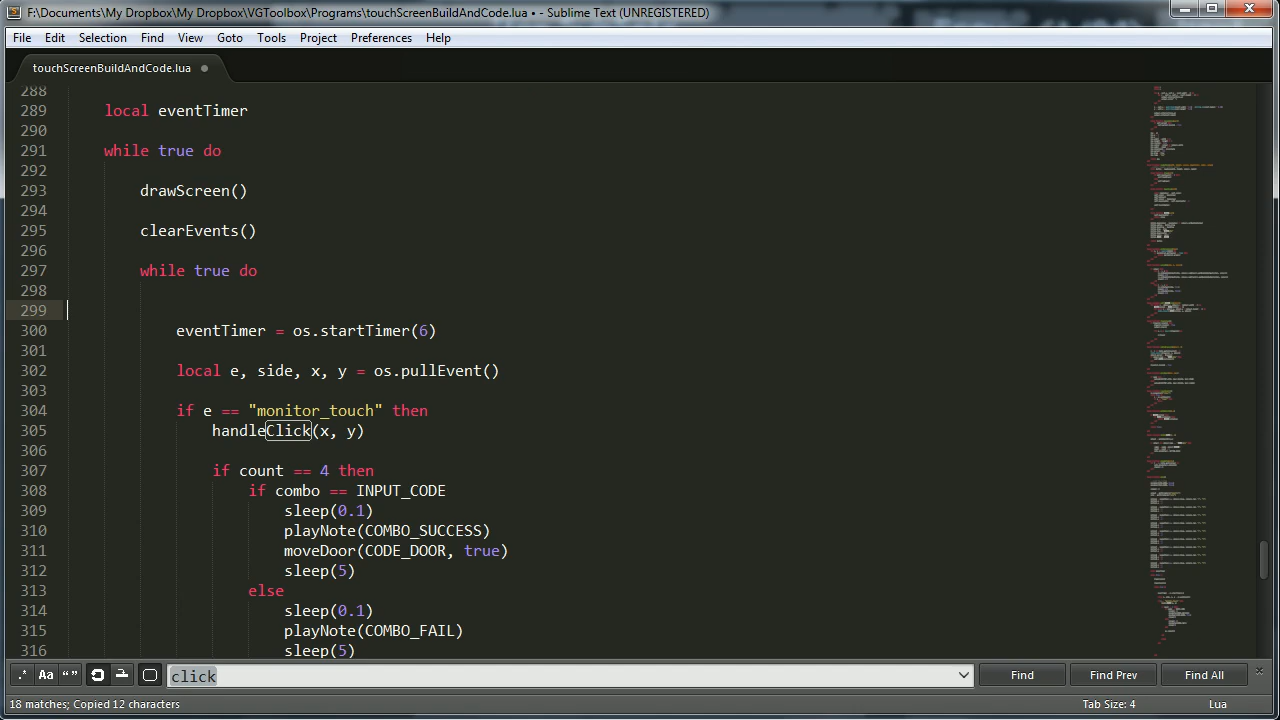 F:\Documents\My Dropbox\My Dropbox\VGToolbox\Programs\touchScreenBuildAndCode.lua • - Sublime Text (UNREGISTERED)
File Edit Selection Find View Goto Tools Project Preferences Help
touchScreenBuildAndCode.lua
288
289 local eventTimer
290
291 while true do
292
293 drawScreen()
294
295 clearEvents()
296
297 while true do
298
299
300 eventTimer = os.startTimer(6)
301
302 local e, side, x, y = os.pullEvent()
303
304 if e == "monitor_touch" then
305 handleClick(x, y)
306
307 if count == 4 then
308 if combo == INPUT_CODE
309 sleep(0.1)
310 playNote(COMBO_SUCCESS)
311 moveDoor(CODE_DOOR, true)
312 sleep(5)
313 else
314 sleep(0.1)
315 playNote(COMBO_FAIL)
316 sleep(5)
.* Aa “ ” click Find Find Prev Find All
18 matches; Copied 12 characters Tab Size: 4 Lua